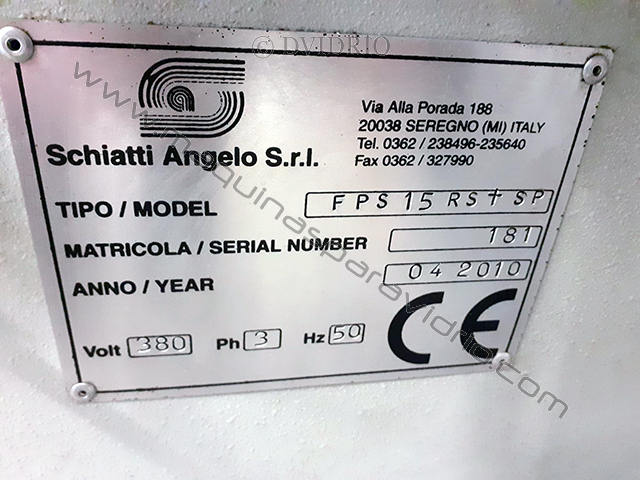 © DVIDRIO
Via Alla Porada 188
20038 SEREGNO (MI) ITALY
Tel. 0362 / 238496-235640
Fax 0362 / 327990
Schiatti Angelo S.r.l.
TIPO / MODEL FPS 15 RS+SP
MATRICOLA / SERIAL NUMBER 181
ANNO / YEAR 04 2010
Volt 380 Ph 3 Hz 50
CE
www.maquinasparavidrio.com